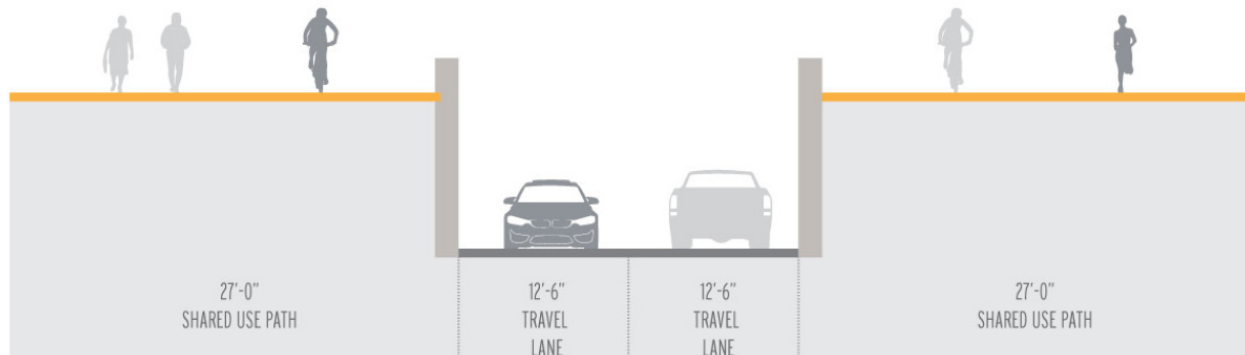 27'-0"
SHARED USE PATH
12'-6"
TRAVEL
LANE
12'-6"
TRAVEL
LANE
27'-0"
SHARED USE PATH